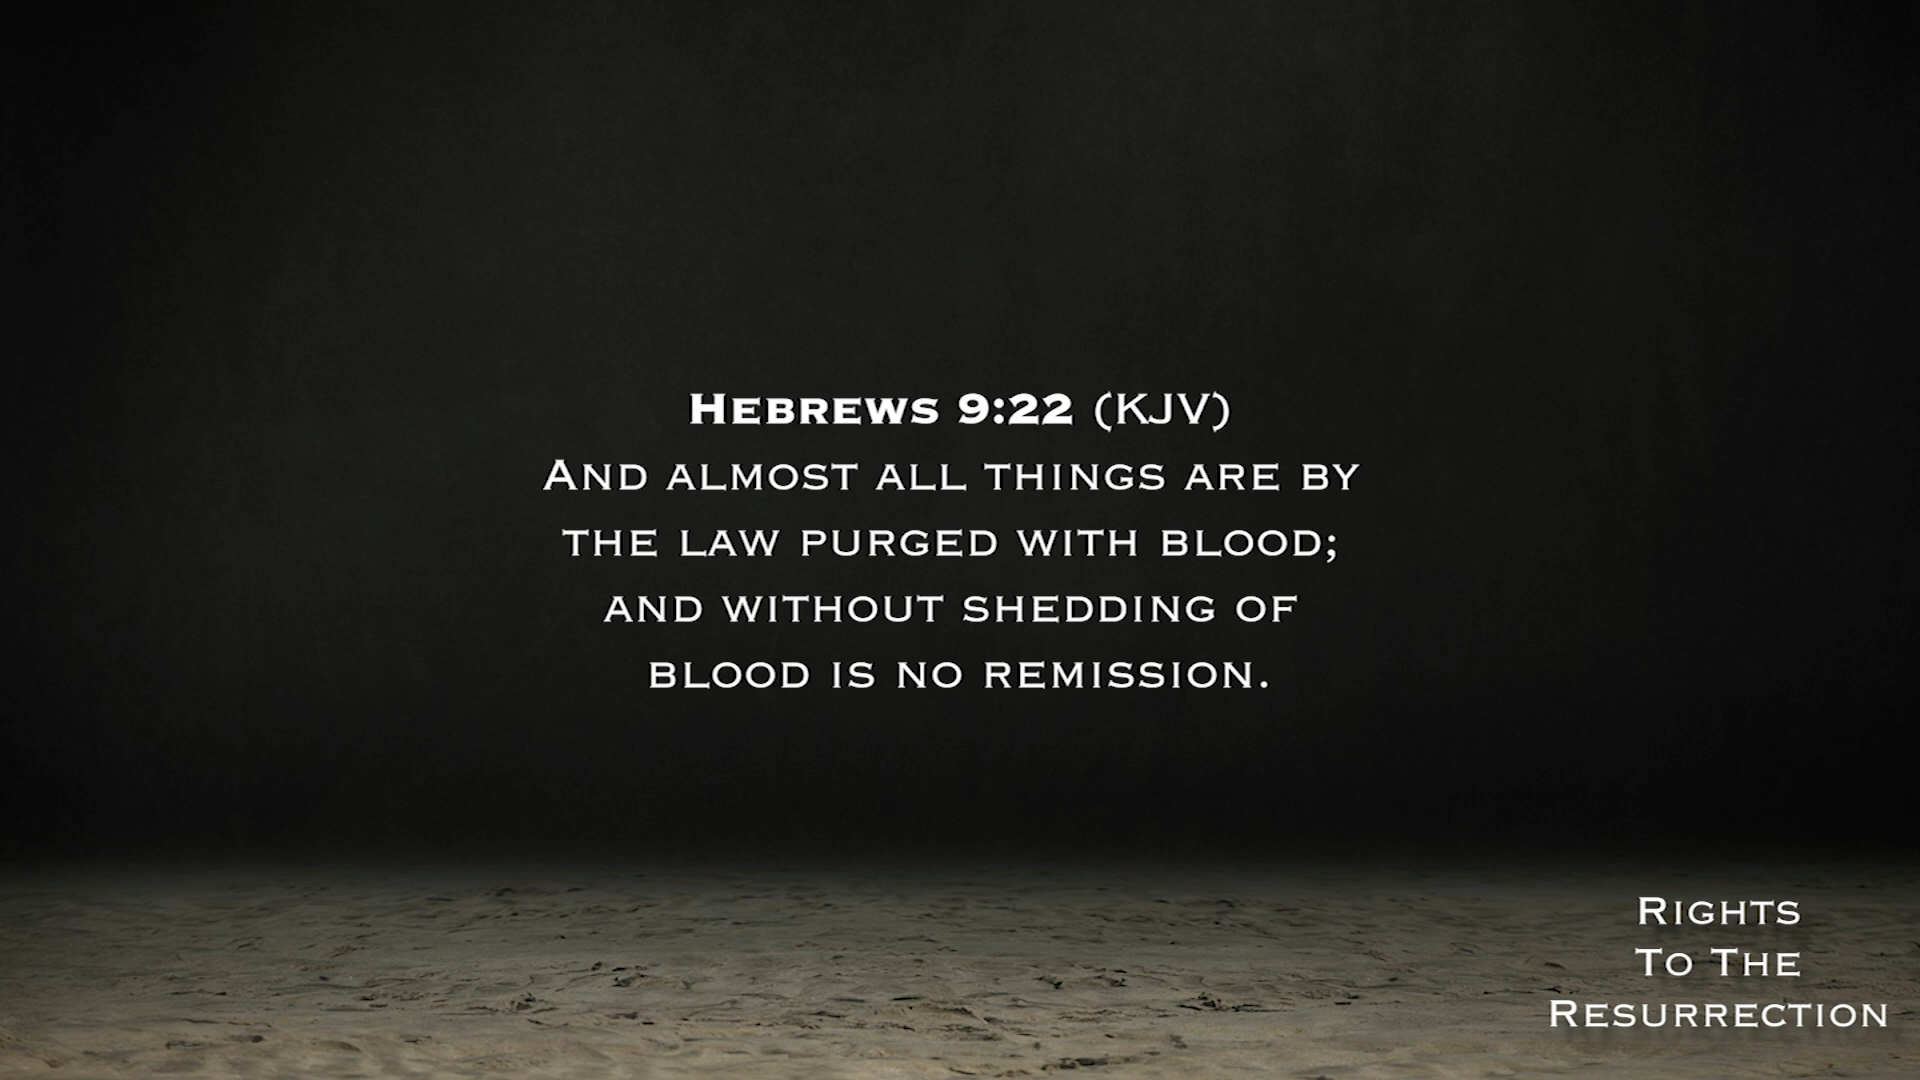 Hebrews 9:22 (KJV)
And almost all things are by
the law purged with blood;
and without shedding of
blood is no remission.
Rights
To The
Resurrection